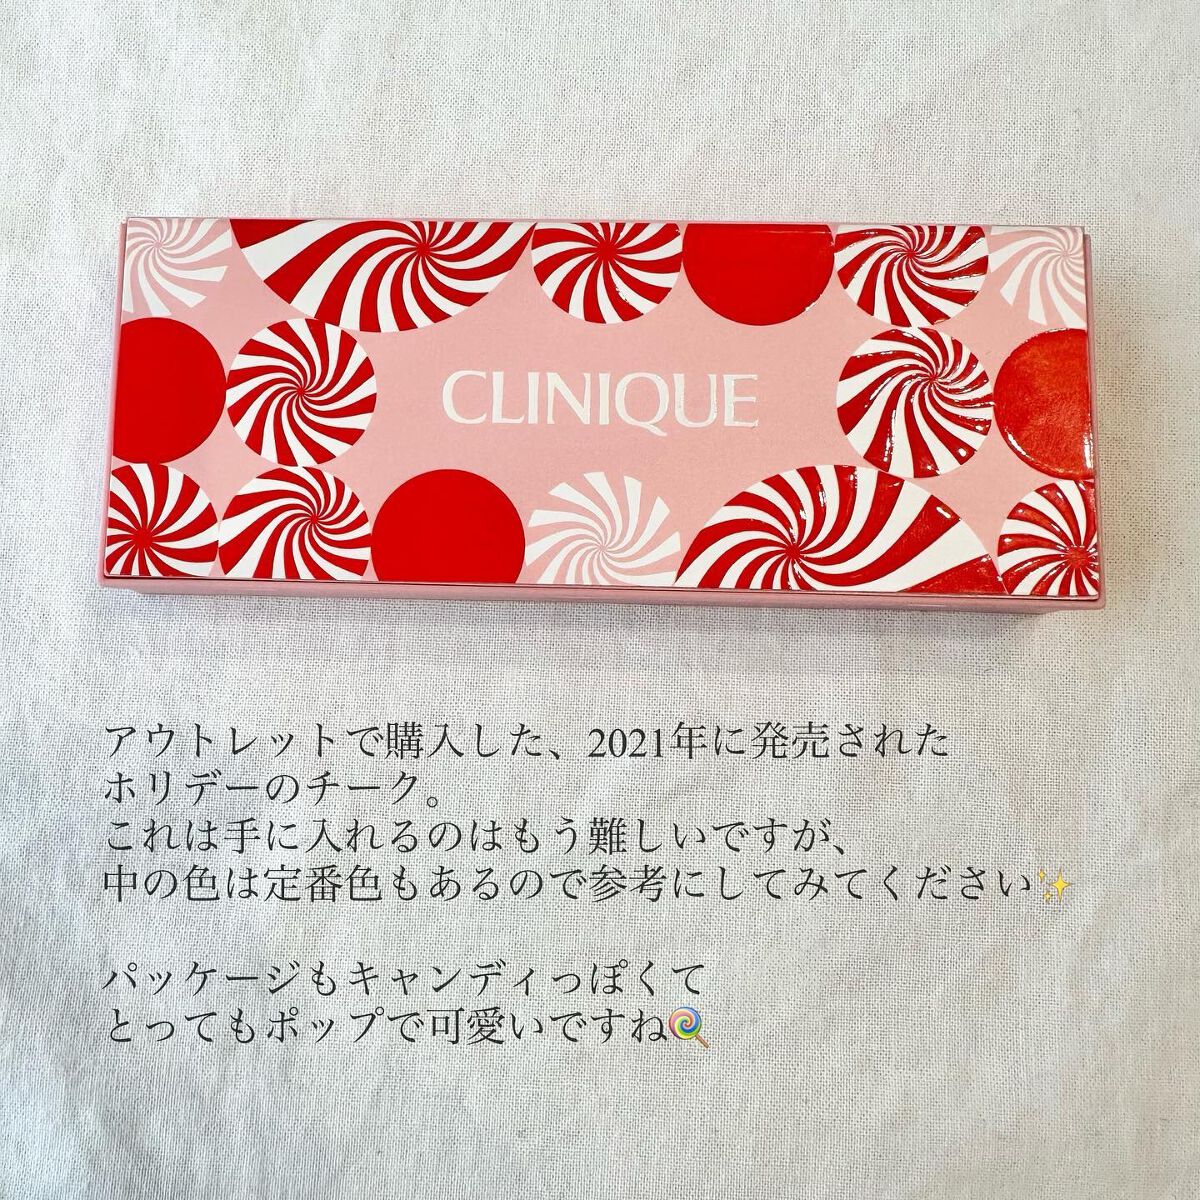 CLINIQUE
アウトレットで購入した、2021年に発売された
ホリデーのチーク。
これは手に入れるのはもう難しいですが、
中の色は定番色もあるので参考にしてみてください✨
パッケージもキャンディっぽくて
とってもポップで可愛いですね🍭